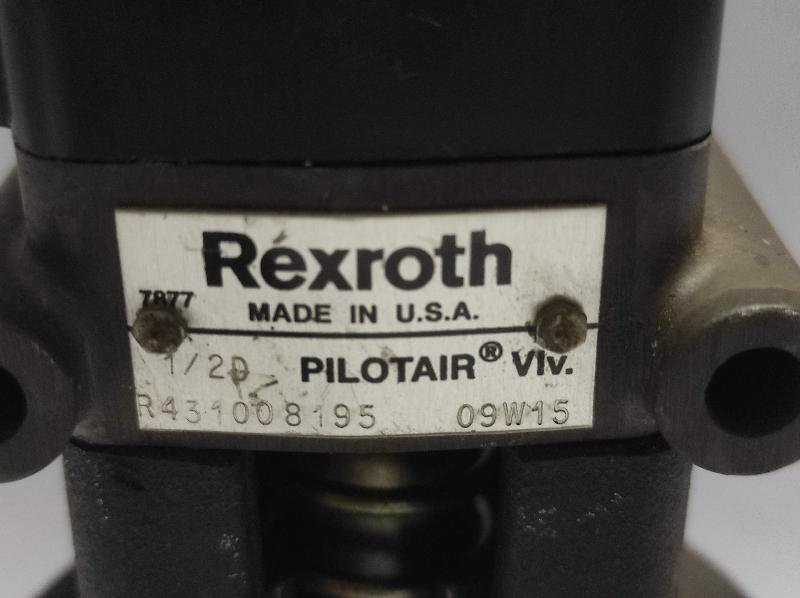 Rexroth
7877
MADE IN U.S.A.
1/2D PILOTAIR® Vlv.
R431008195 09W15